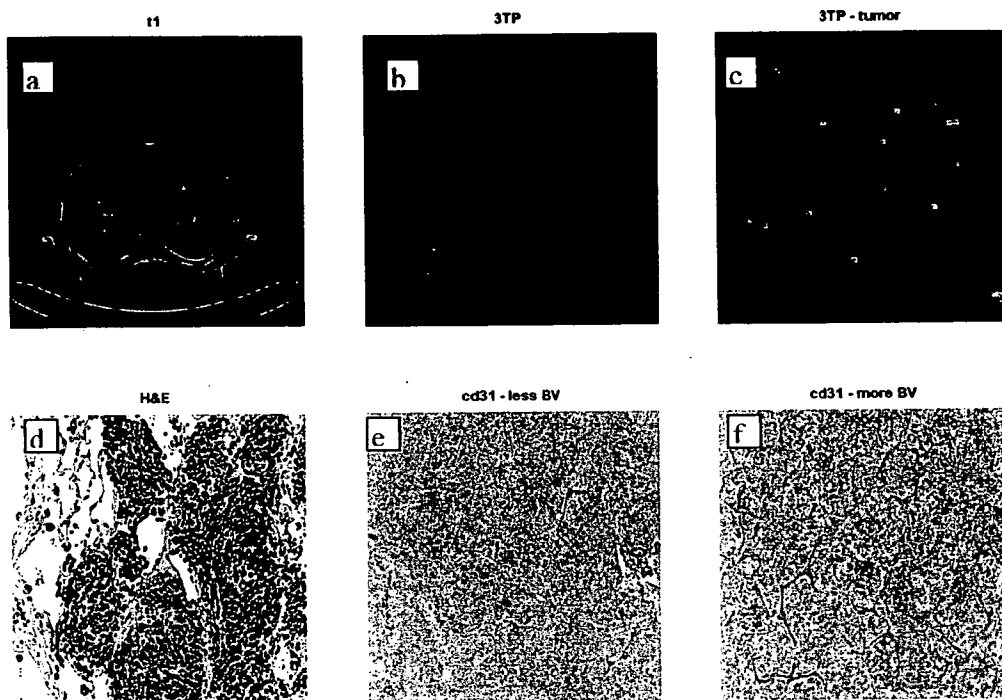 t1
3TP
3TP - tumor
a
b
c
H&E
cd31 - less BV
cd31 - more BV
d
e
f